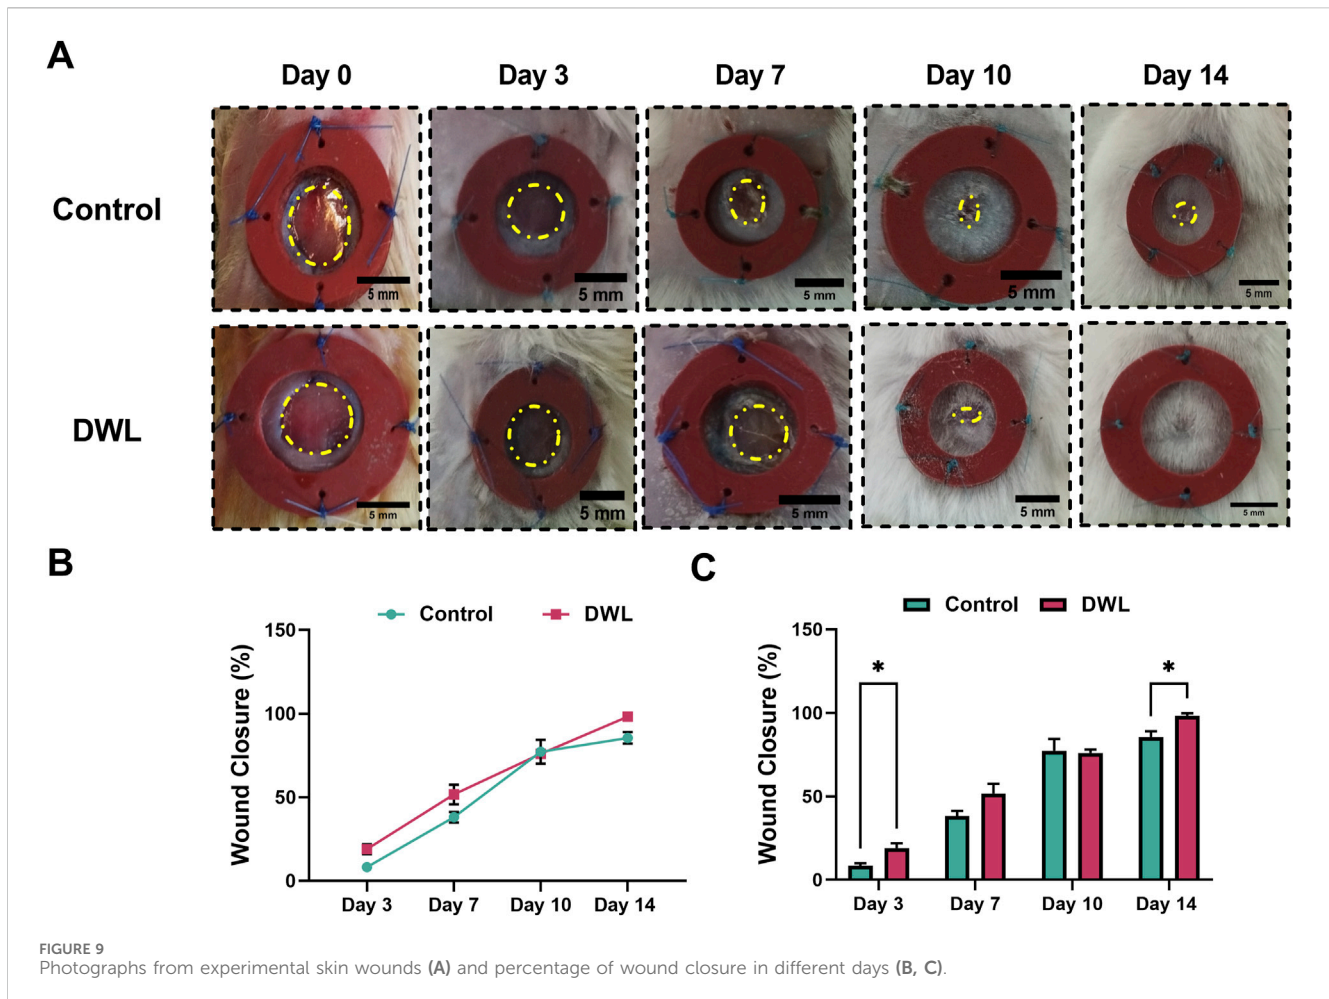 A
Day 0 Day 3 Day 7 Day 10 Day 14
Control
5 mm 5 mm 5 mm 5 mm 5 mm
DWL
5 mm 5 mm 5 mm 5 mm 5 mm
B
Control DWL
Wound Closure (%)
150
100
50
0
Day 3 Day 7 Day 10 Day 14
C
Control DWL
Wound Closure (%)
150
100
50
0
* *
Day 3 Day 7 Day 10 Day 14
FIGURE 9
Photographs from experimental skin wounds (A) and percentage of wound closure in different days (B, C).